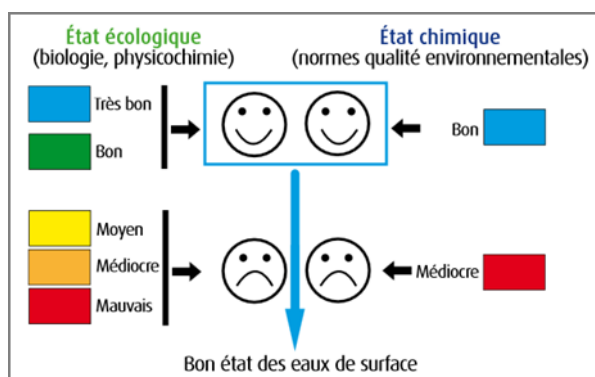 État écologique
(biologie, physicochimie)
État chimique
(normes qualité environnementales)
Très bon
Bon
Bon
Moyen
Médiocre
Mauvais
Médiocre
Bon état des eaux de surface